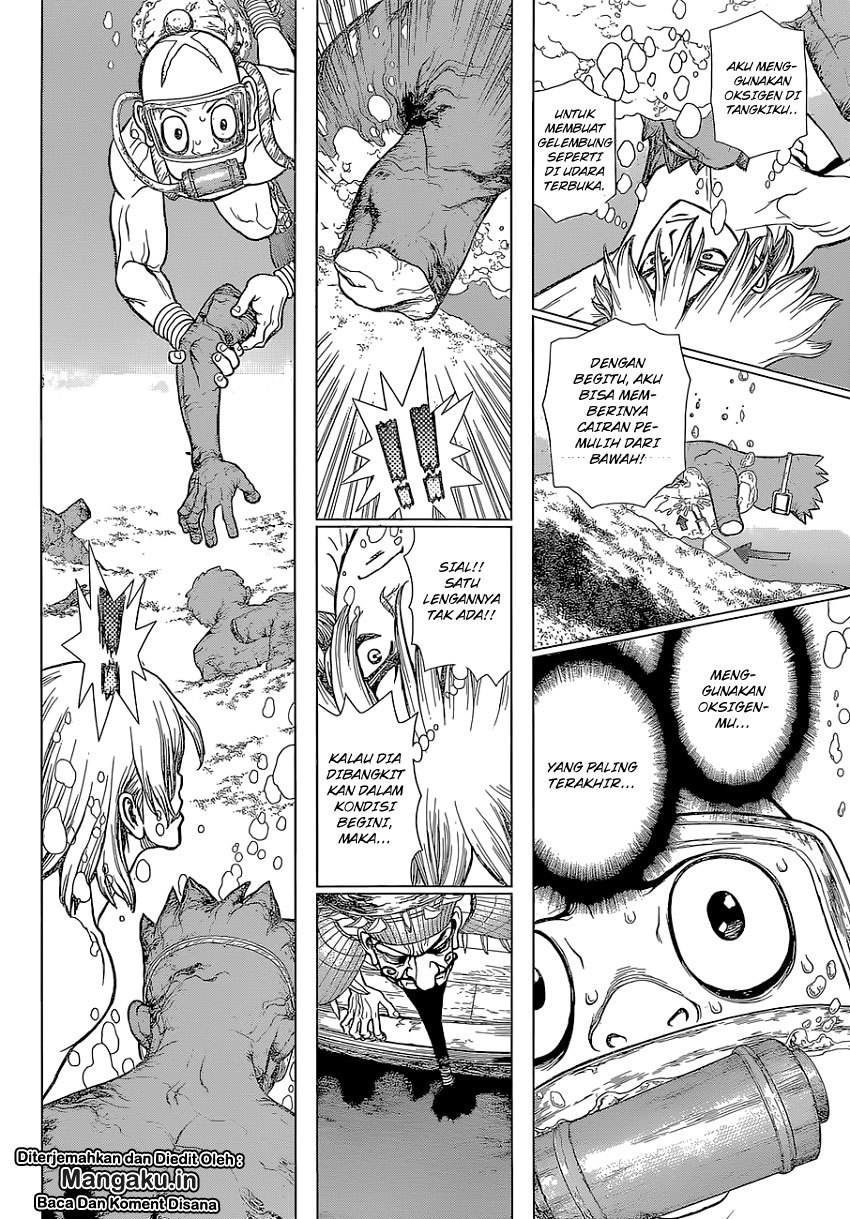 AKU MENG-
GUNAKAN
OKSIGEN DI
TANGKIKU..
UNTUK
MEMBUAT
GELEMBUNG
SEPERTI
DI UDARA
TERBUKA.
DENGAN
BEGITU, AKU
BISA MEM-
BERINYA
CAIRAN PE-
MULIH DARI
BAWAH!
MENG-
GUNAKAN
OKSIGEN-
MU...
YANG PALING
TERAKHIR...
!!
SIAL!!
SATU
LENGANNYA
TAK ADA!!
KALAU DIA
DIBANGKIT
KAN DALAM
KONDISI
BEGINI,
MAKA...
!!
Diterjemahkan dan Diedit Oleh :
Mangaku.in
Baca Dan Koment Disana